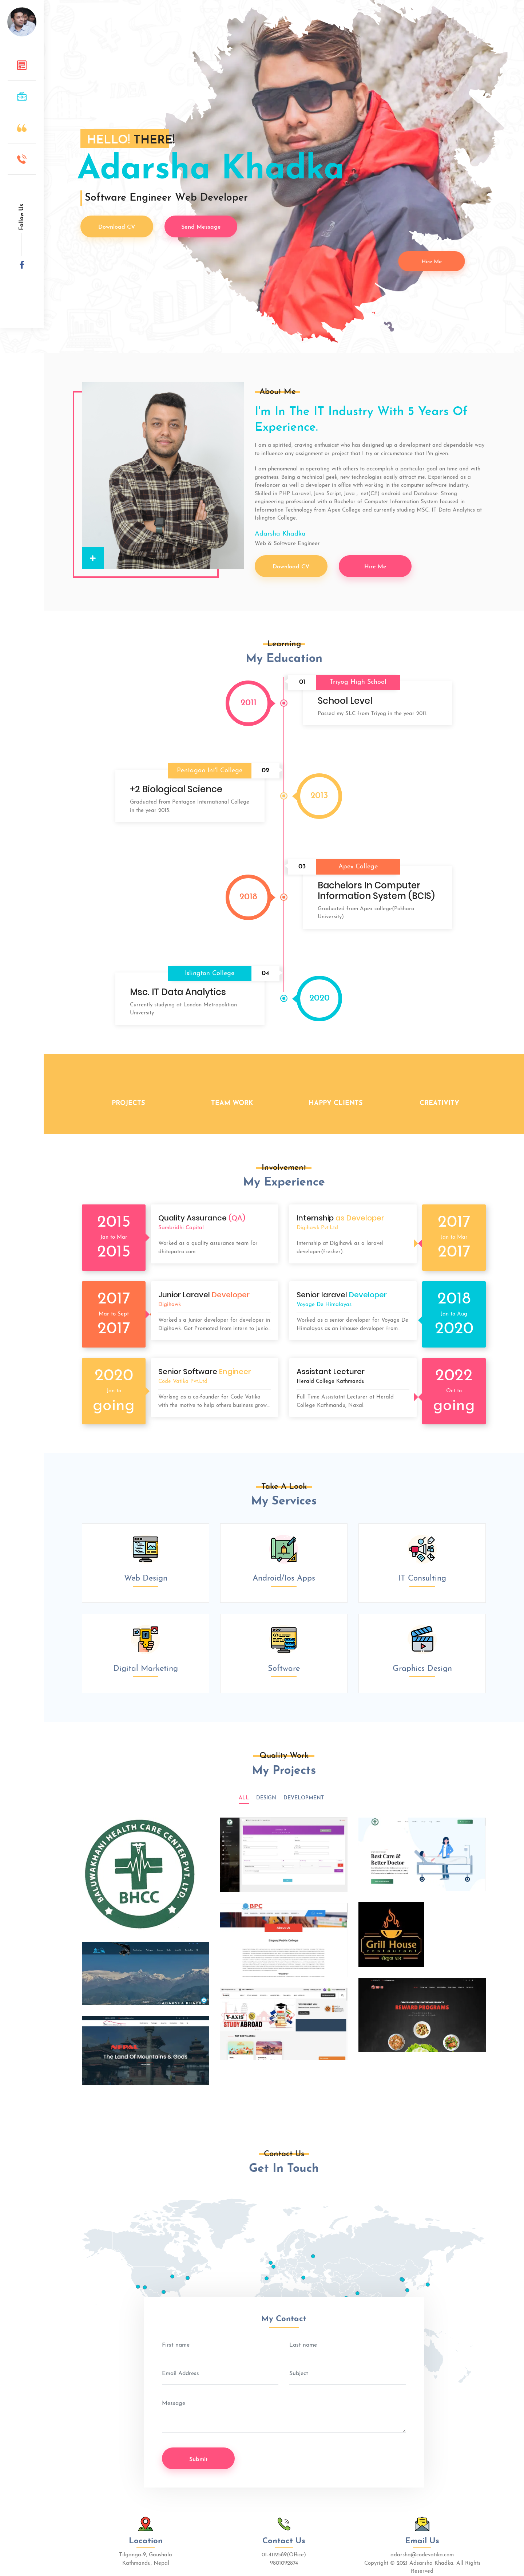 HELLO! THERE!
Adarsha Khadka
Software Engineer Web Developer
Download CV
Send Message
Hire Me
Follow Us
About Me
I'm In The IT Industry With 5 Years Of
Experience.
I am a spirited, craving enthusiast who has designed up a development and dependable way
to influence any assignment or project that I try or circumstance that I'm given.
I am phenomenal in operating with others to accomplish a particular goal on time and with
greatness. Being a technical geek, new technologies easily attract me. Experienced as a
freelancer as well a developer in office with working in the computer software industry.
Skilled in PHP Laravel, Java Script, Java , .net(C#) android and Database. Strong
engineering professional with a Bachelor of Computer Information System focused in
Information Technology from Apex College and currently studing MSC. IT Data Analytics at
Islington College.
Adarsha Khadka
Web & Software Engineer
Download CV
Hire Me
Learning
My Education
01
Triyog High School
2011
School Level
Passed my SLC from Triyog in the year 2011
Pentagon Int'l College
02
+2 Biological Science
Graduated from Pentagon International College
in the year 2013
2013
03
Apex College
2018
Bachelors In Computer
Information System (BCIS)
Graduated from Apex college(Pokhara
University)
Islington College
04
Msc. IT Data Analytics
Currently studying at London Metropolitian
University
2020
PROJECTS
TEAM WORK
HAPPY CLIENTS
CREATIVITY
Involvement
My Experience
2015
Jan to Mar
2015
Quality Assurance (QA)
Sambridhi Capital
Worked as a quality assurance team for
dhitopatra.com
Internship as Developer
Digihawk Pvt.Ltd
Internship at Digihawk as a laravel
developer(fresher).
2017
Jan to Mar
2017
2017
Mar to Sept
2017
Junior Laravel Developer
Digihawk
Worked s a Junior developer for developer in
Digihawk. Got Promoted From intern to Junio..
Senior laravel Developer
Voyage De Himalayas
Worked as a senior developer for Voyage De
Himalayas as an inhouse developer from..
2018
Jan to Aug
2020
2020
Jan to
going
Senior Software Engineer
Code Vatika Pvt.Ltd
Working as a co-founder for Code Vatika
with the motive to help others business grow..
Assistant Lecturer
Herald College Kathmandu
Full Time Assistatnt Lecturer at Herald
College Kathmandu, Naxal
2022
Oct to
going
Take A Look
My Services
Web Design
Android/Ios Apps
IT Consulting
Digital Marketing
Software
Graphics Design
Quality Work
My Projects
ALL
DESIGN
DEVELOPMENT
BALUWAKHANI HEALTH CARE CENTER PVT. LTD.
BHCC
Best Care &
Better Doctor
BPC
Grill House
restaurant
ADARSHA KHADKA
NEPAL
The Land Of Mountains & Gods
Y-AXIS
STUDY ABROAD
REWARD PROGRAMS
Contact Us
Get In Touch
My Contact
First name
Last name
Email Address
Subject
Message
Submit
Location
Tilganga-9, Gaushala
Kathmandu, Nepal
Contact Us
01-4112589(Office)
9801092874
Email Us
adarsha@codevatika.com
Copyright © 2021 Adsarsha Khadka. All Rights
Reserved